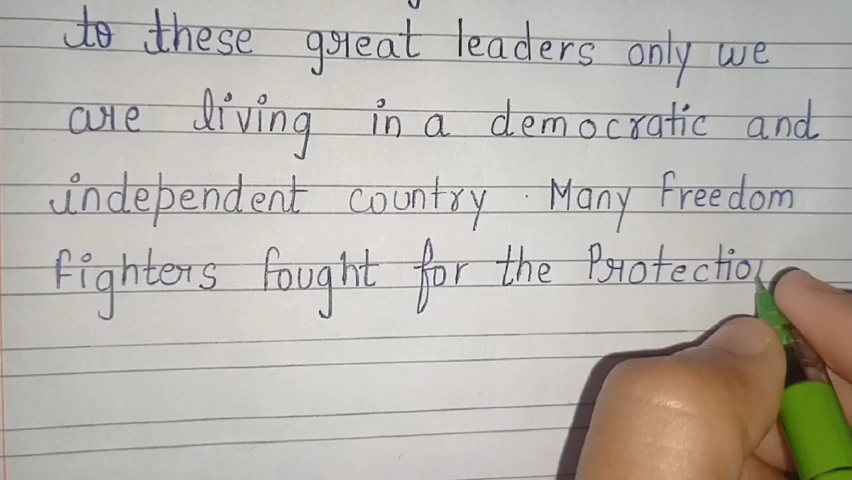 to these great leaders only we
are living in a democratic and
independent country. Many Freedom
Fighters fought for the Protectio